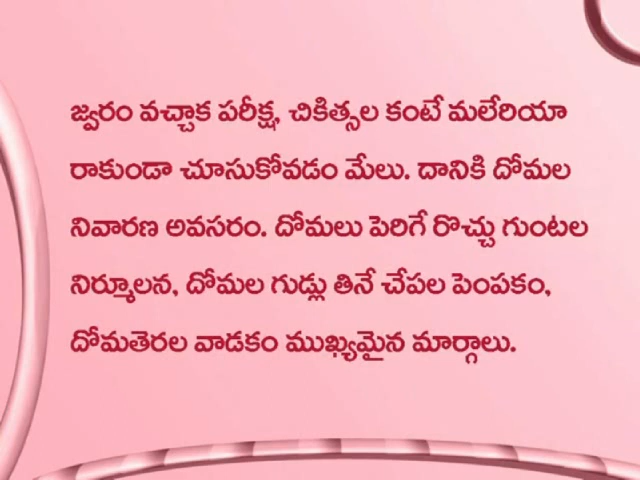 జ్వరం వచ్చాక పరీక్ష, చికిత్సల కంటే మలేరియా
రాకుండా చూసుకోవడం మేలు. దానికి దోమల
నివారణ అవసరం. దోమలు పెరిగే రొచ్చు గుంటల
నిర్మూలన, దోమల గుడ్లు తినే చేపల పెంపకం,
దోమతెరల వాడకం ముఖ్యమైన మార్గాలు.